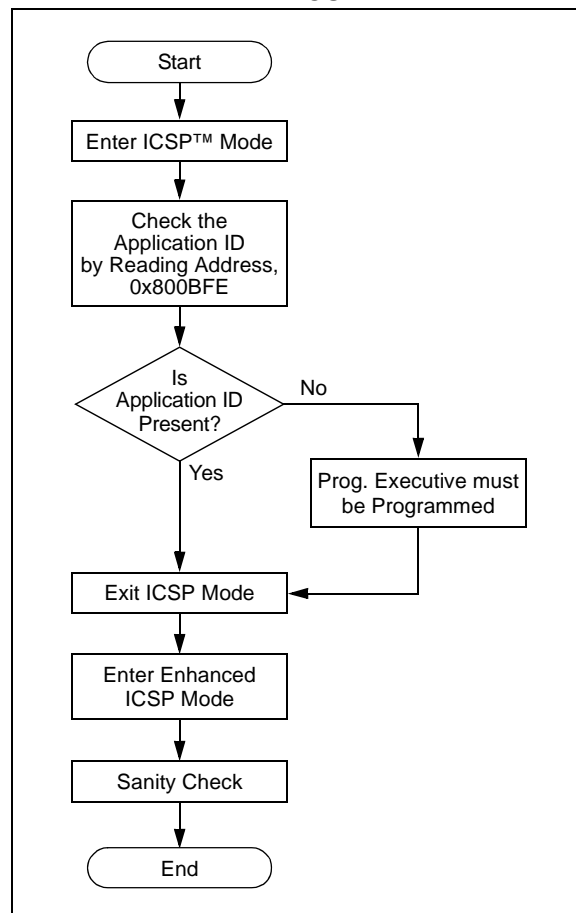 Start
Enter ICSP™ Mode
Check the
Application ID
by Reading Address,
0x800BFE
Is
Application ID
Present?
No
Yes
Prog. Executive must
be Programmed
Exit ICSP Mode
Enter Enhanced
ICSP Mode
Sanity Check
End